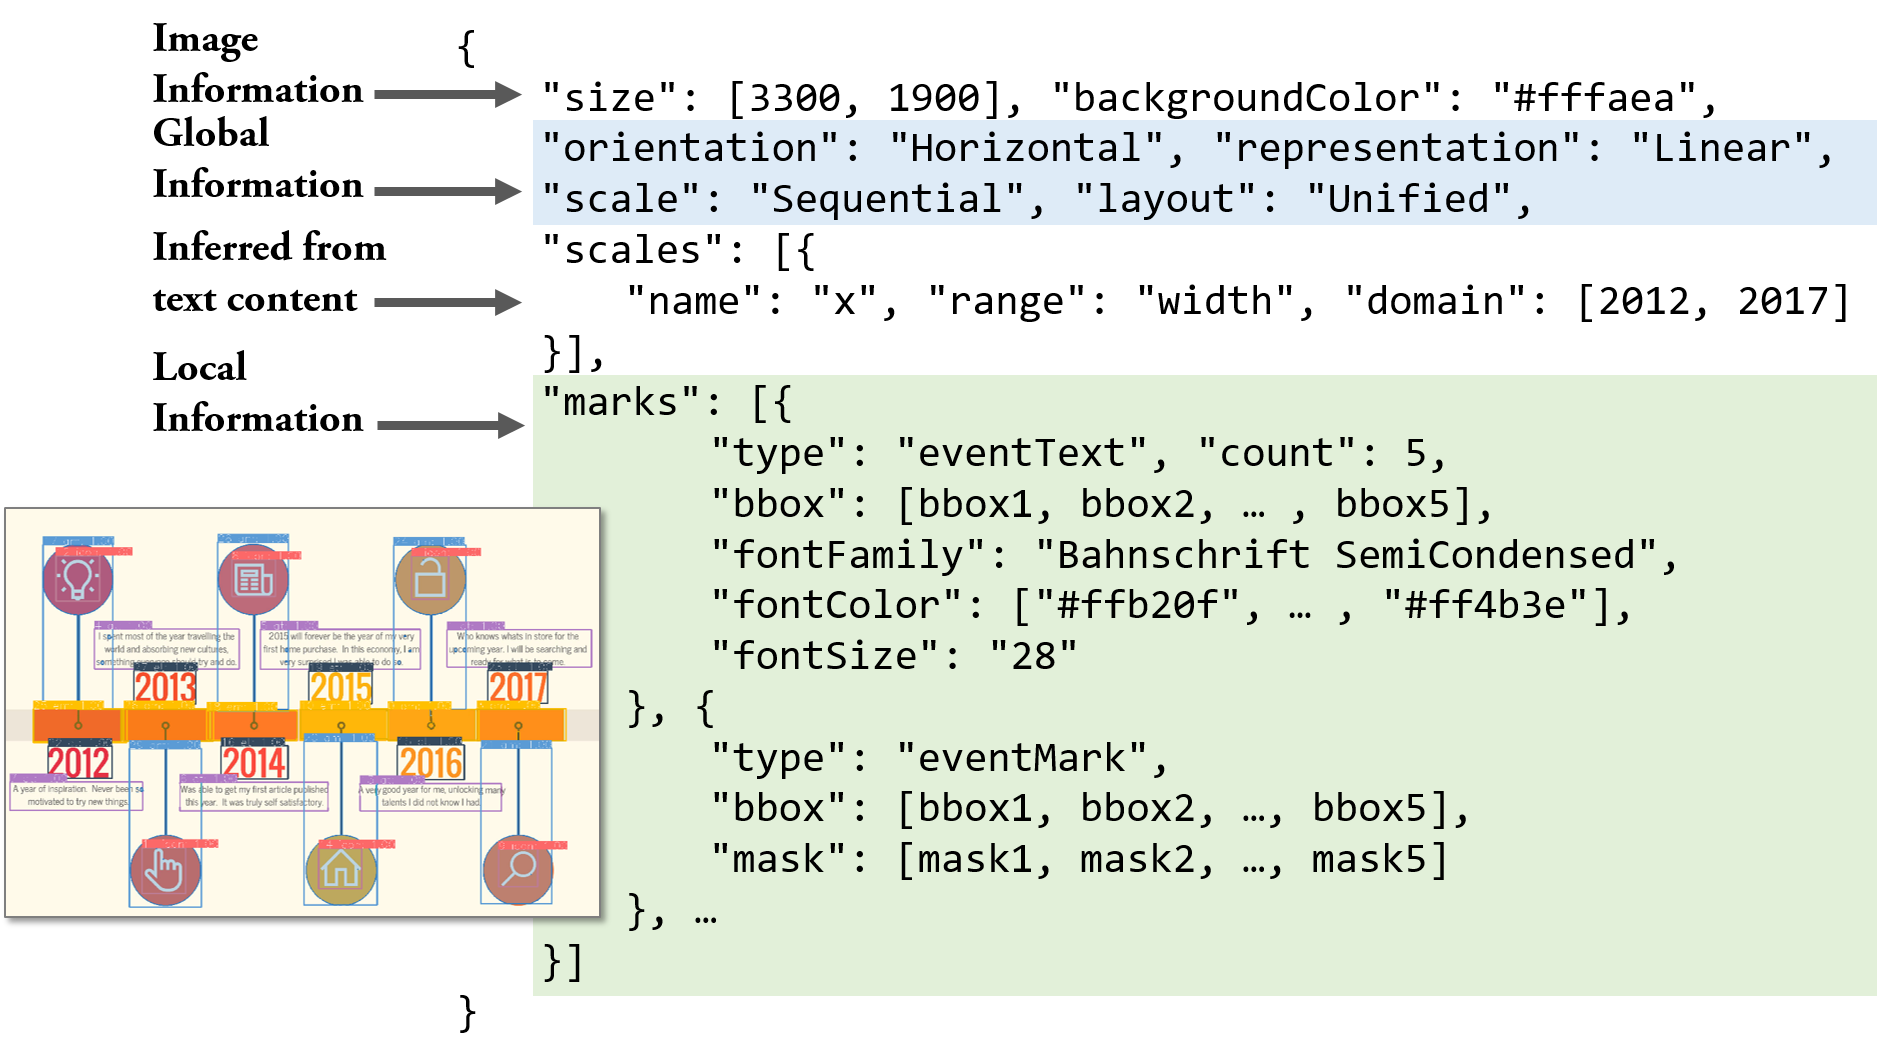 Image
Information
Global
Information
Inferred from
text content
Local
Information
{
"size": [3300, 1900], "backgroundColor": "#fffaea",
"orientation": "Horizontal", "representation": "Linear",
"scale": "Sequential", "layout": "Unified",
"scales": [{
"name": "x", "range": "width", "domain": [2012, 2017]
}],
"marks": [{
"type": "eventText", "count": 5,
"bbox": [bbox1, bbox2, … , bbox5],
"fontFamily": "Bahnschrift SemiCondensed",
"fontColor": ["#ffb20f", … , "#ff4b3e"],
"fontSize": "28"
}, {
"type": "eventMark",
"bbox": [bbox1, bbox2, …, bbox5],
"mask": [mask1, mask2, …, mask5]
}, …
}]
}
I spent most of the year travelling the
world and absorbing new cultures,
something everyone should try and do.
2015 will forever be the year of my very
first home purchase. In this economy, I am
very surprised I was able to do so.
Who knows whats in store for the
upcoming year. I will be searching and
ready for what is to come.
2013
2015
2017
2012
2014
2016
A year of inspiration. Never been so
motivated to try new things.
Was able to get my first article published
this year. It was truly self satisfactory.
A very good year for me, unlocking many
talents I did not know I had.